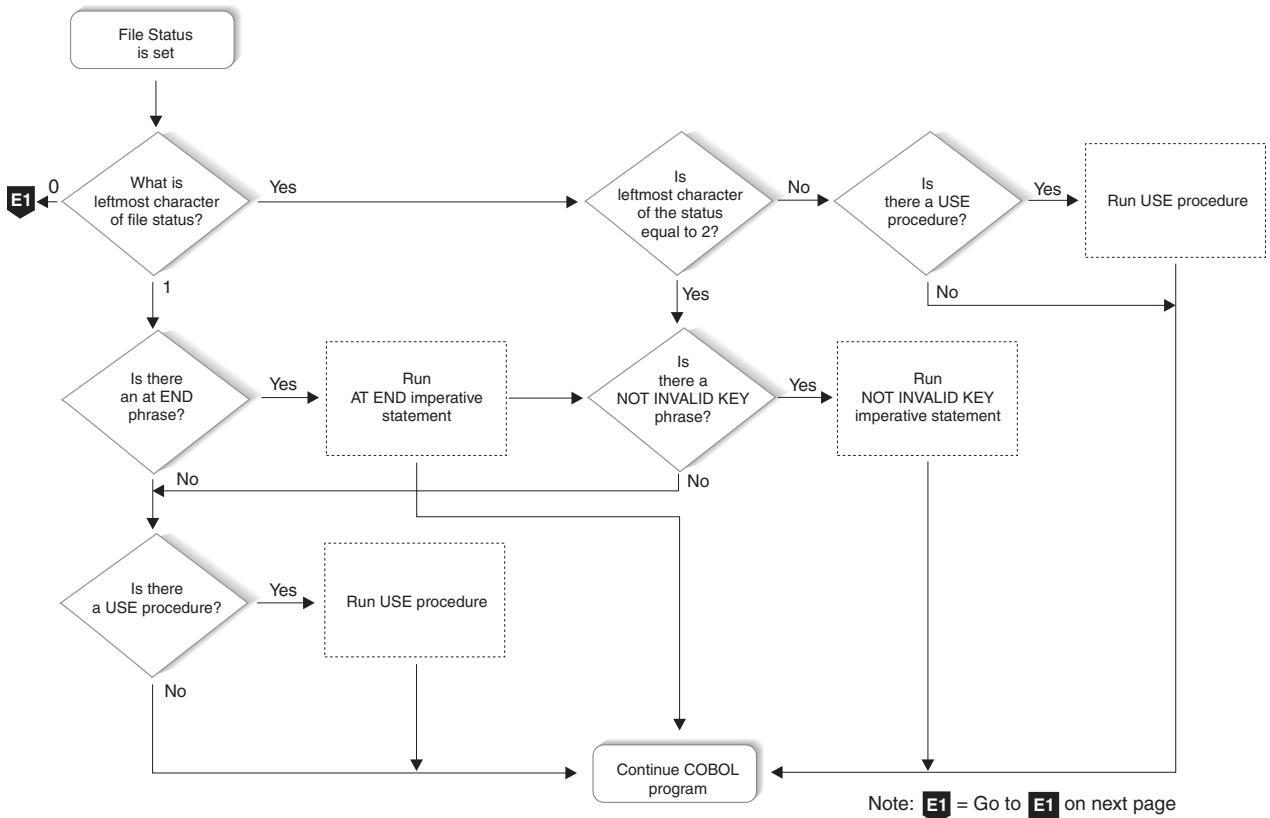 File Status
is set
What is
leftmost character
of file status?
0
E1
Yes
1
Is
leftmost character
of the status
equal to 2?
No
Yes
Is
there a USE
procedure?
Yes
No
Run USE procedure
Is there
an at END
phrase?
Yes
No
Run
AT END imperative
statement
Is
there a
NOT INVALID KEY
phrase?
Yes
No
Run
NOT INVALID KEY
imperative statement
Is there
a USE procedure?
Yes
No
Run USE procedure
Continue COBOL
program
Note: E1 = Go to E1 on next page